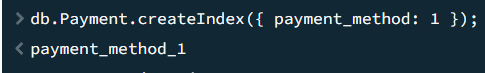 > db.Payment.createIndex({ payment_method: 1 });
< payment_method_1